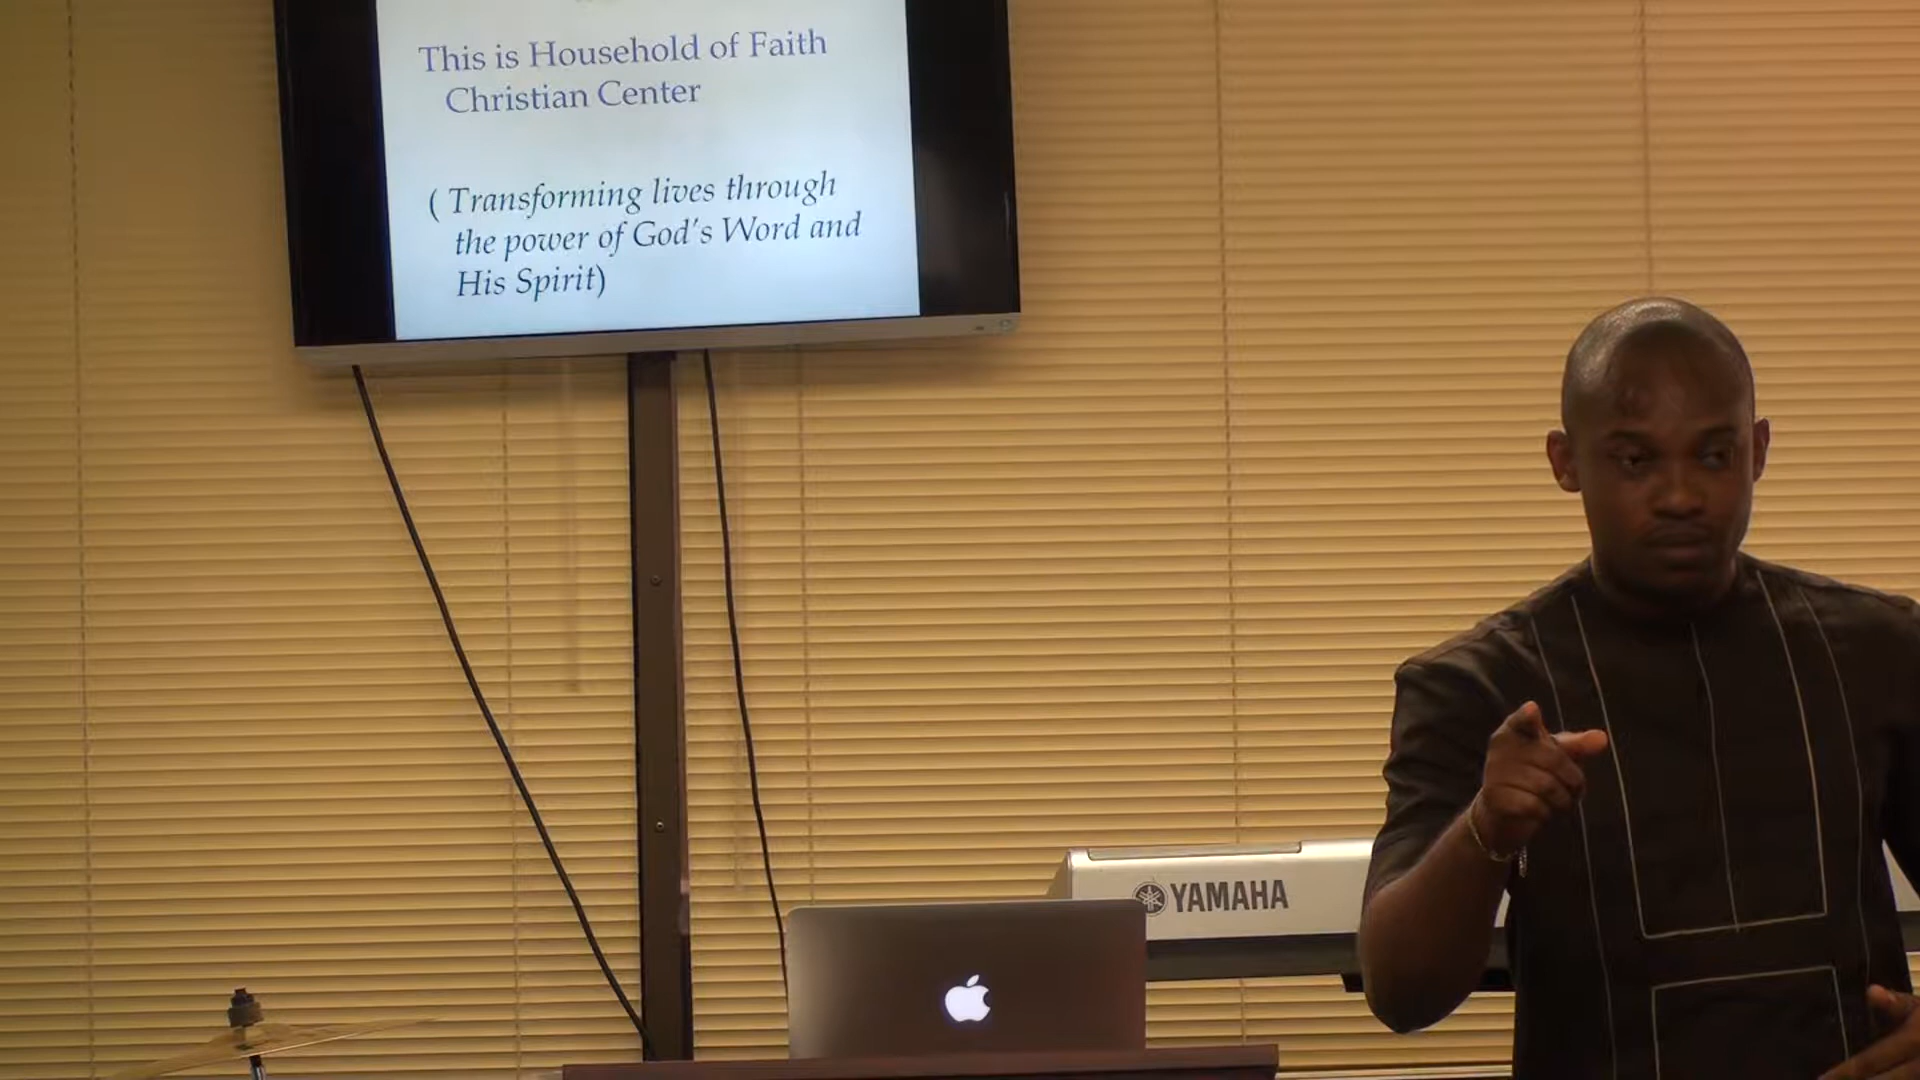 This is Household of Faith
Christian Center
( Transforming lives through
the power of God's Word and
His Spirit)
YAMAHA